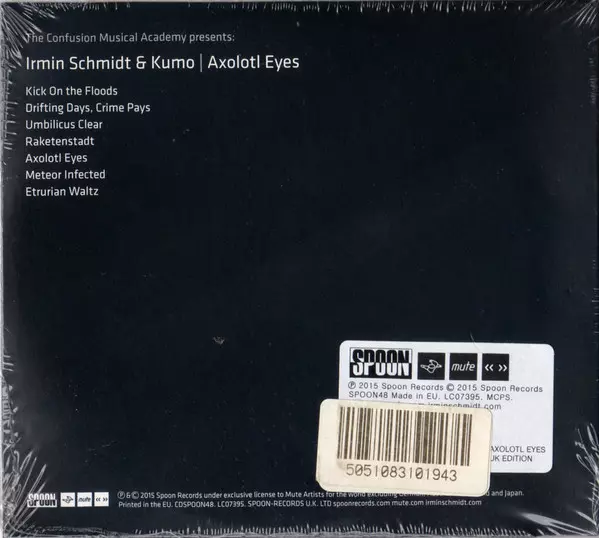 The Confusion Musical Academy presents:
Irmin Schmidt & Kumo | Axolotl Eyes
Kick On the Floods
Drifting Days, Crime Pays
Umbilicus Clear
Raketenstadt
Axolotl Eyes
Meteor Infected
Etrurian Waltz
SPOON mute
℗ 2015 Spoon Records © 2015 Spoon Records
SPOON48 Made in EU. LC07395. MCPS.
irminschmidt.com
AXOLOTL EYES
UK EDITION
5051083101943
SPOON mute
℗ & © 2015 Spoon Records under exclusive license to Mute Artists for the world excluding and Japan.
Printed in the EU. CDSPOON48. LC07395. SPOON-RECORDS U.K. LTD spoonrecords.com mute.com irminschmidt.com